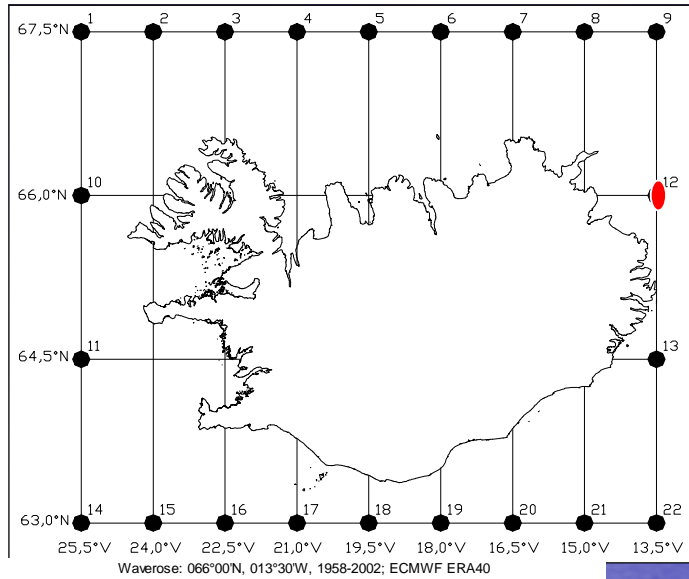 1 2 3 4 5 6 7 8 9
67,5°N
66,0°N 10 12
64,5°N 11 13
14 15 16 17 18 19 20 21 22
63,0°N
25,5°V 24,0°V 22,5°V 21,0°V 19,5°V 18,0°V 16,5°V 15,0°V 13,5°V
Waverose: 066°00'N, 013°30'W, 1958-2002; ECMWF ERA40